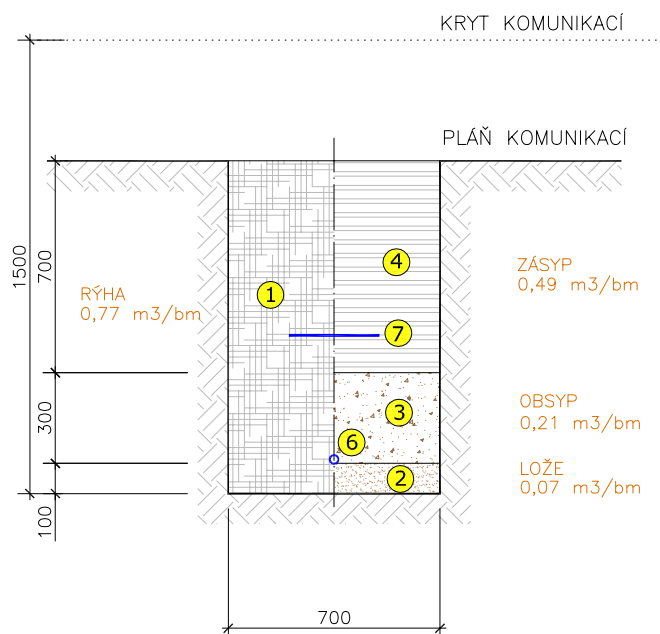 KRYT KOMUNIKACÍ
PLÁŇ KOMUNIKACÍ
1500
700
300
100
RÝHA
0,77 m3/bm
1
4
7
3
6
2
ZÁSYP
0,49 m3/bm
OBSYP
0,21 m3/bm
LOŽE
0,07 m3/bm
700